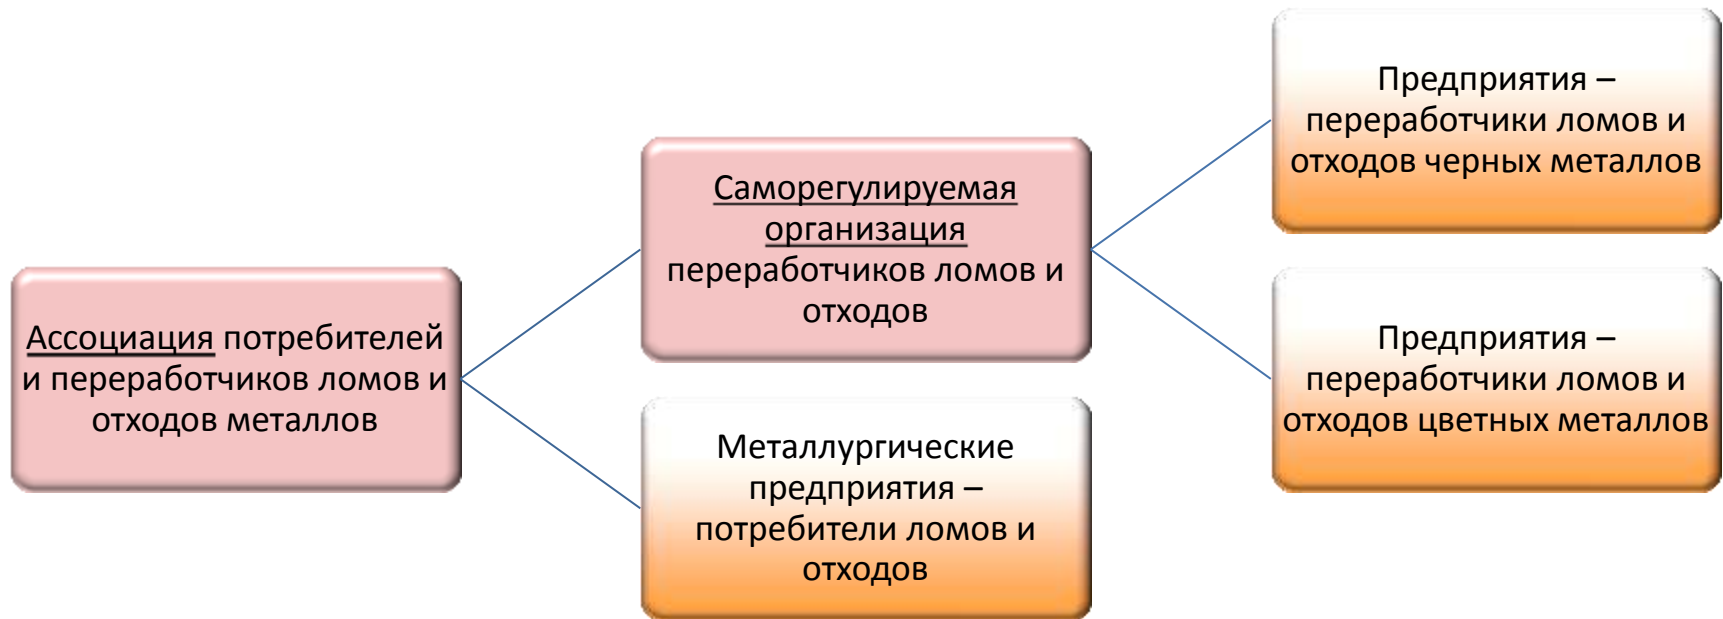 Ассоциация потребителей
и переработчиков ломов и
отходов металлов
Саморегулируемая
организация
переработчиков ломов и
отходов
Металлургические
предприятия –
потребители ломов и
отходов
Предприятия –
переработчики ломов и
отходов черных металлов
Предприятия –
переработчики ломов и
отходов цветных металлов